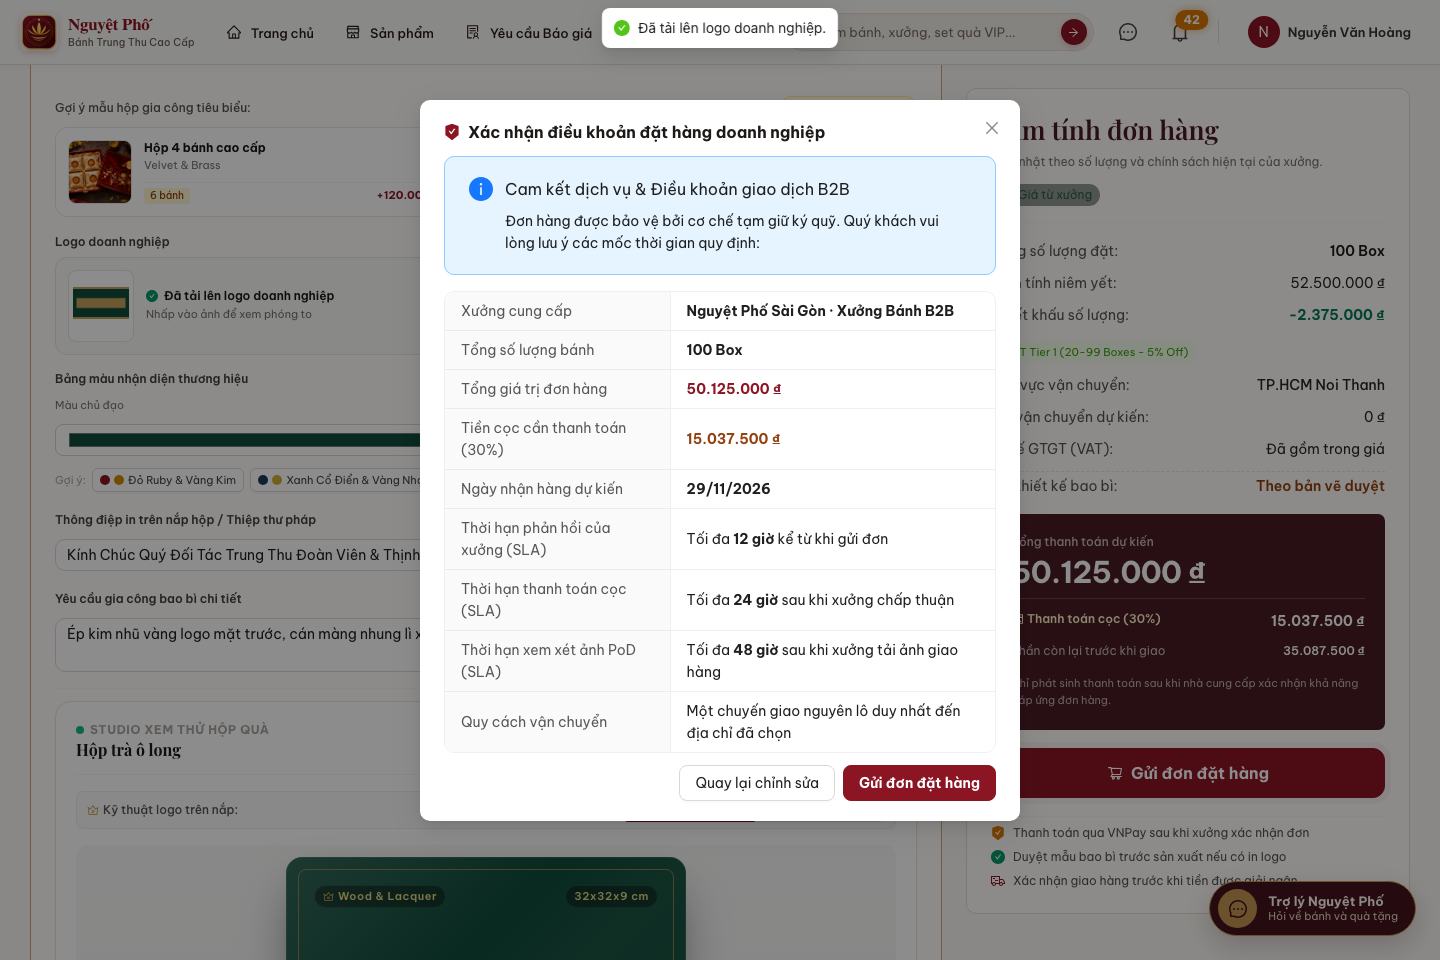 Nguyệt Phố
Bánh Trung Thu Cao Cấp
Trang chủ
Sản phẩm
Yêu cầu Báo giá
Đã tải lên logo doanh nghiệp.
bánh, xưởng, set quà VIP...
42
N
Nguyễn Văn Hoàng
Gợi ý mẫu hộp gia công tiêu biểu:
Hộp 4 bánh cao cấp
Velvet & Brass
6 bánh
Logo doanh nghiệp
Đã tải lên logo doanh nghiệp
Nhấp vào ảnh để xem phóng to
Bảng màu nhận diện thương hiệu
Màu chủ đạo
Gợi ý:
Đỏ Ruby & Vàng Kim
Xanh Cổ Điển & Vàng
Thông điệp in trên nắp hộp / Thiệp thư pháp
Kính Chúc Quý Đối Tác Trung Thu Đoàn Viên & Thịnh
Yêu cầu gia công bao bì chi tiết
Ép kim nhũ vàng logo mặt trước, cán màng nhung lì
STUDIO XEM THỬ HỘP QUÀ
Hộp trà ô long
Kỹ thuật logo trên nắp:
Wood & Lacquer
32x32x9 cm
Xác nhận điều khoản đặt hàng doanh nghiệp
Cam kết dịch vụ & Điều khoản giao dịch B2B
Đơn hàng được bảo vệ bởi cơ chế tạm giữ ký quỹ. Quý khách vui
lòng lưu ý các mốc thời gian quy định:
Xưởng cung cấp
Nguyệt Phố Sài Gòn · Xưởng Bánh B2B
Tổng số lượng bánh
100 Box
Tổng giá trị đơn hàng
50.125.000 ₫
Tiền cọc cần thanh toán
(30%)
15.037.500 ₫
Ngày nhận hàng dự kiến
29/11/2026
Thời hạn phản hồi của
xưởng (SLA)
Tối đa 12 giờ kể từ khi gửi đơn
Thời hạn thanh toán cọc
(SLA)
Tối đa 24 giờ sau khi xưởng chấp thuận
Thời hạn xem xét ảnh PoD
(SLA)
Tối đa 48 giờ sau khi xưởng tải ảnh giao
hàng
Quy cách vận chuyển
Một chuyến giao nguyên lô duy nhất đến
địa chỉ đã chọn
Quay lại chỉnh sửa
Gửi đơn đặt hàng
tính đơn hàng
nhật theo số lượng và chính sách hiện tại của xưởng.
Giá từ xưởng
số lượng đặt:
100 Box
tính niêm yết:
52.500.000 ₫
khấu số lượng:
-2.375.000 ₫
Tier 1 (20-99 Boxes - 5% Off)
vực vận chuyển:
TP.HCM Noi Thanh
vận chuyển dự kiến:
0 ₫
GTGT (VAT):
Đã gồm trong giá
thiết kế bao bì:
Theo bản vẽ duyệt
thanh toán dự kiến
50.125.000 ₫
Thanh toán cọc (30%)
15.037.500 ₫
còn lại trước khi giao
35.087.500 ₫
phát sinh thanh toán sau khi nhà cung cấp xác nhận khả năng
ứng đơn hàng.
Gửi đơn đặt hàng
Thanh toán qua VNPay sau khi xưởng xác nhận đơn
Duyệt mẫu bao bì trước sản xuất nếu có in logo
Xác nhận giao hàng trước khi tiền được giải ngân
Trợ lý Nguyệt Phố
Hỏi về bánh và quà tặng